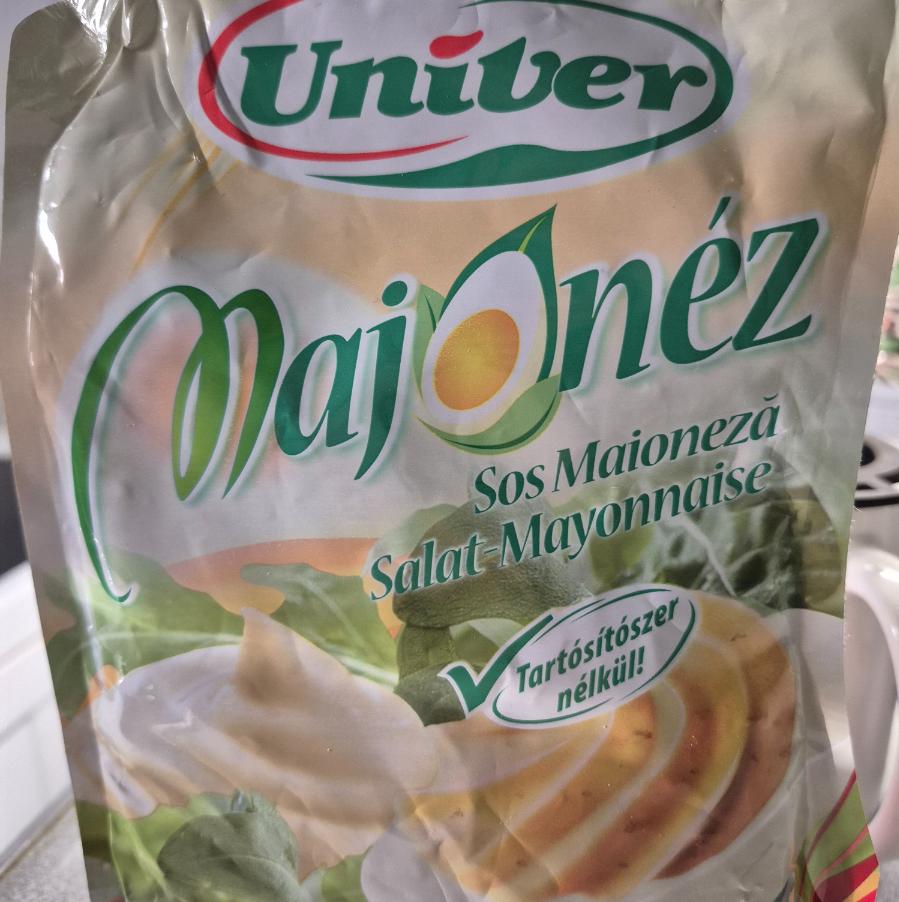 Univer
Majonéz
Sos Maioneză
Salat-Mayonnaise
Tartósítószer
nélkül!